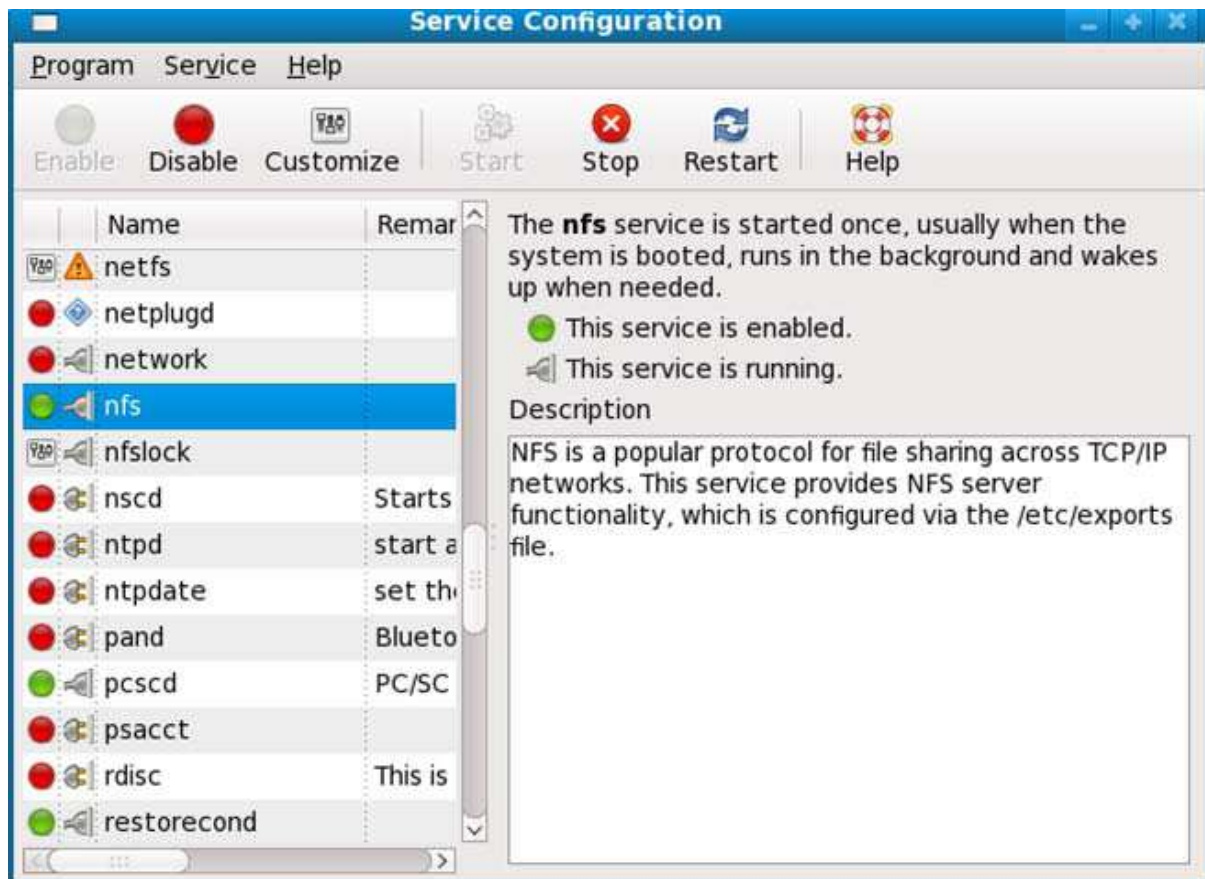 Service Configuration
Program Service Help
Enable Disable Customize Start Stop Restart Help
Name Remar
netfs
netplugd
network
nfs
nfslock
nscd Starts
ntpd start a
ntpdate set the
pand Blueto
pcscd PC/SC
psacct
rdisc This is
restorecond
The nfs service is started once, usually when the
system is booted, runs in the background and wakes
up when needed.
This service is enabled.
This service is running.
Description
NFS is a popular protocol for file sharing across TCP/IP
networks. This service provides NFS server
functionality, which is configured via the /etc/exports
file.